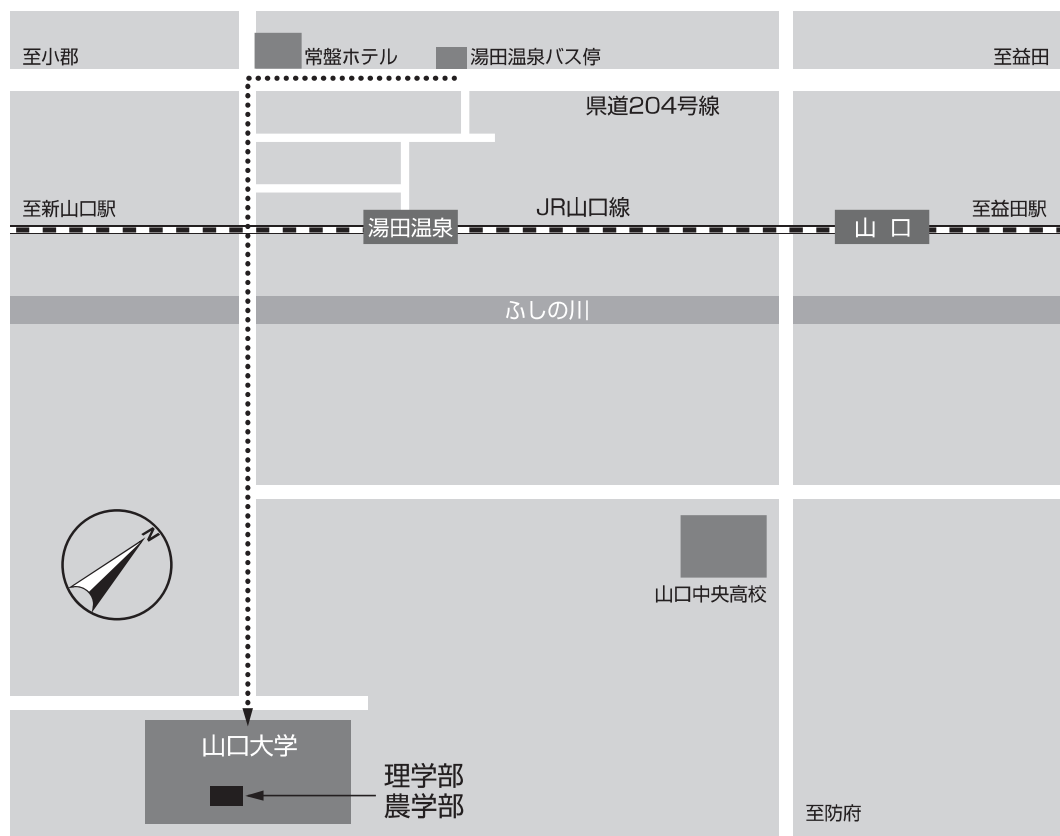 至小郡
常盤ホテル
湯田温泉バス停
至益田
県道204号線
至新山口駅
JR山口線
至益田駅
湯田温泉
山 口
ふしの川
N
山口中央高校
山口大学
理学部
農学部
至防府